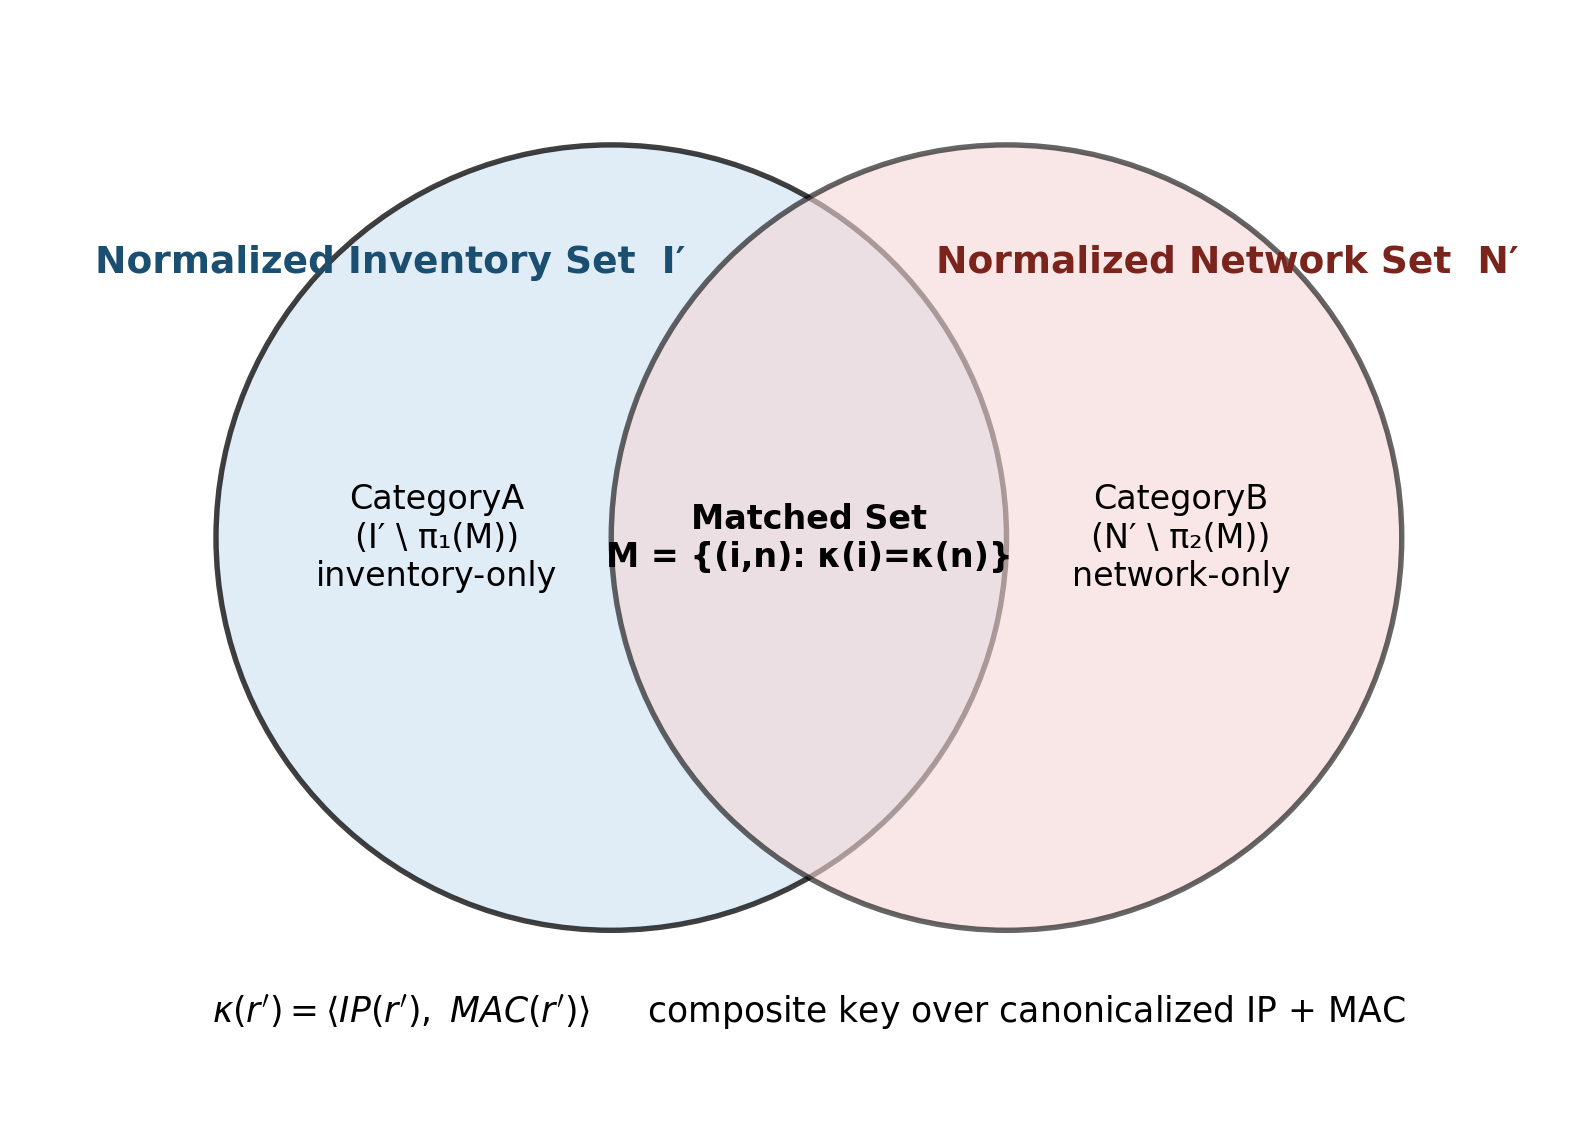 Normalized Inventory Set  I′
Normalized Network Set  N′
CategoryA
(I′ \ π₁(M))
inventory-only
Matched Set
M = {(i,n): κ(i)=κ(n)}
CategoryB
(N′ \ π₂(M))
network-only
κ(r′) = ⟨IP(r′), MAC(r′)⟩     composite key over canonicalized IP + MAC